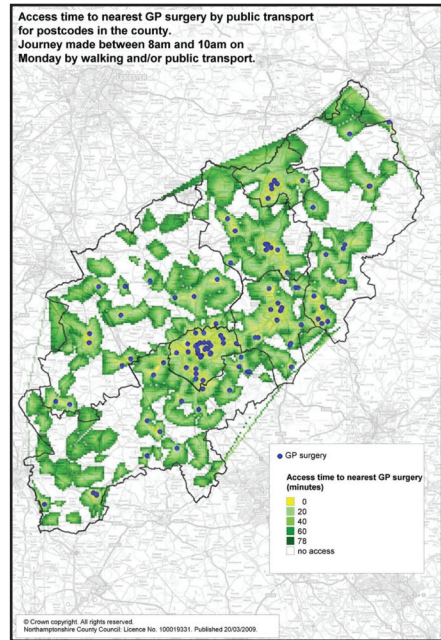 Access time to nearest GP surgery by public transport
for postcodes in the county.
Journey made between 8am and 10am on
Monday by walking and/or public transport.
GP surgery
Access time to nearest GP surgery
(minutes)
0
20
40
60
78
no access
© Crown copyright. All rights reserved.
Northamptonshire County Council: Licence No. 100019331. Published 20/03/2009.